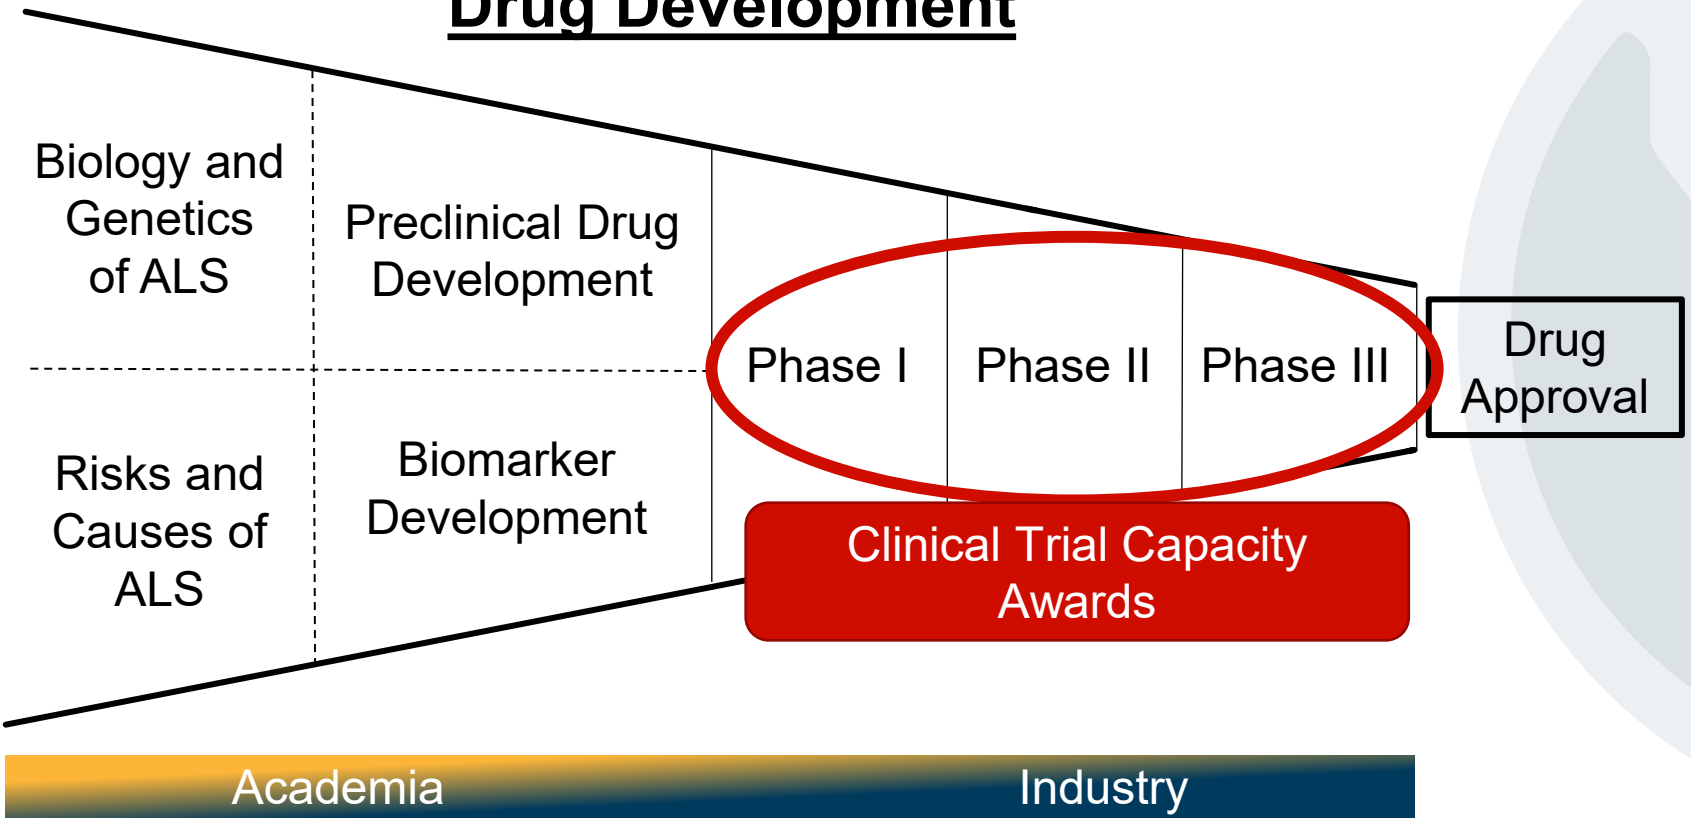 Drug Development
Biology and
Genetics
of ALS
Preclinical Drug
Development
Risks and
Causes of
ALS
Biomarker
Development
Phase I
Phase II
Phase III
Drug
Approval
Clinical Trial Capacity
Awards
Academia
Industry